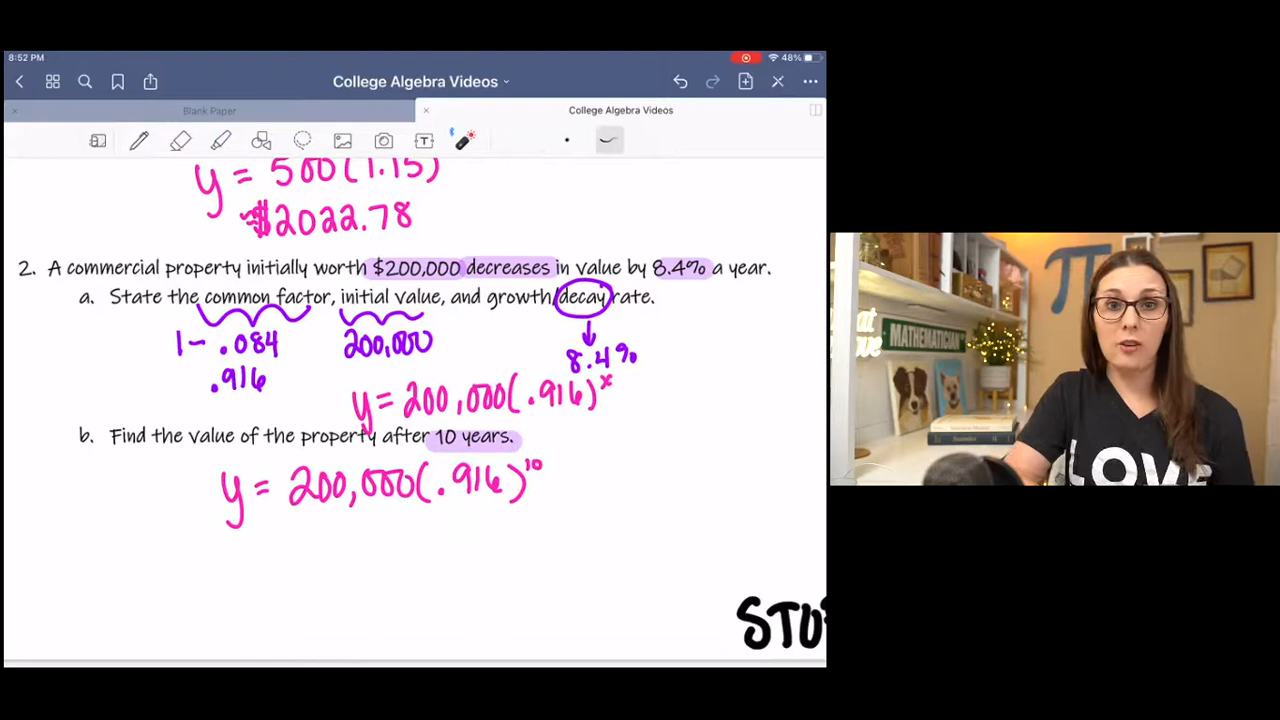 8:52 PM
48%
College Algebra Videos
Blank Paper
College Algebra Videos
T
y = 500(1.15)
$2022.78
2. A commercial property initially worth $200,000 decreases in value by 8.4% a year.
a. State the common factor, initial value, and growth/decay rate.
1 - .084 200,000 8.4%
.916
y = 200,000(.916)^x
b. Find the value of the property after 10 years.
y = 200,000(.916)^10
MATHEMATICIAN
LOVE